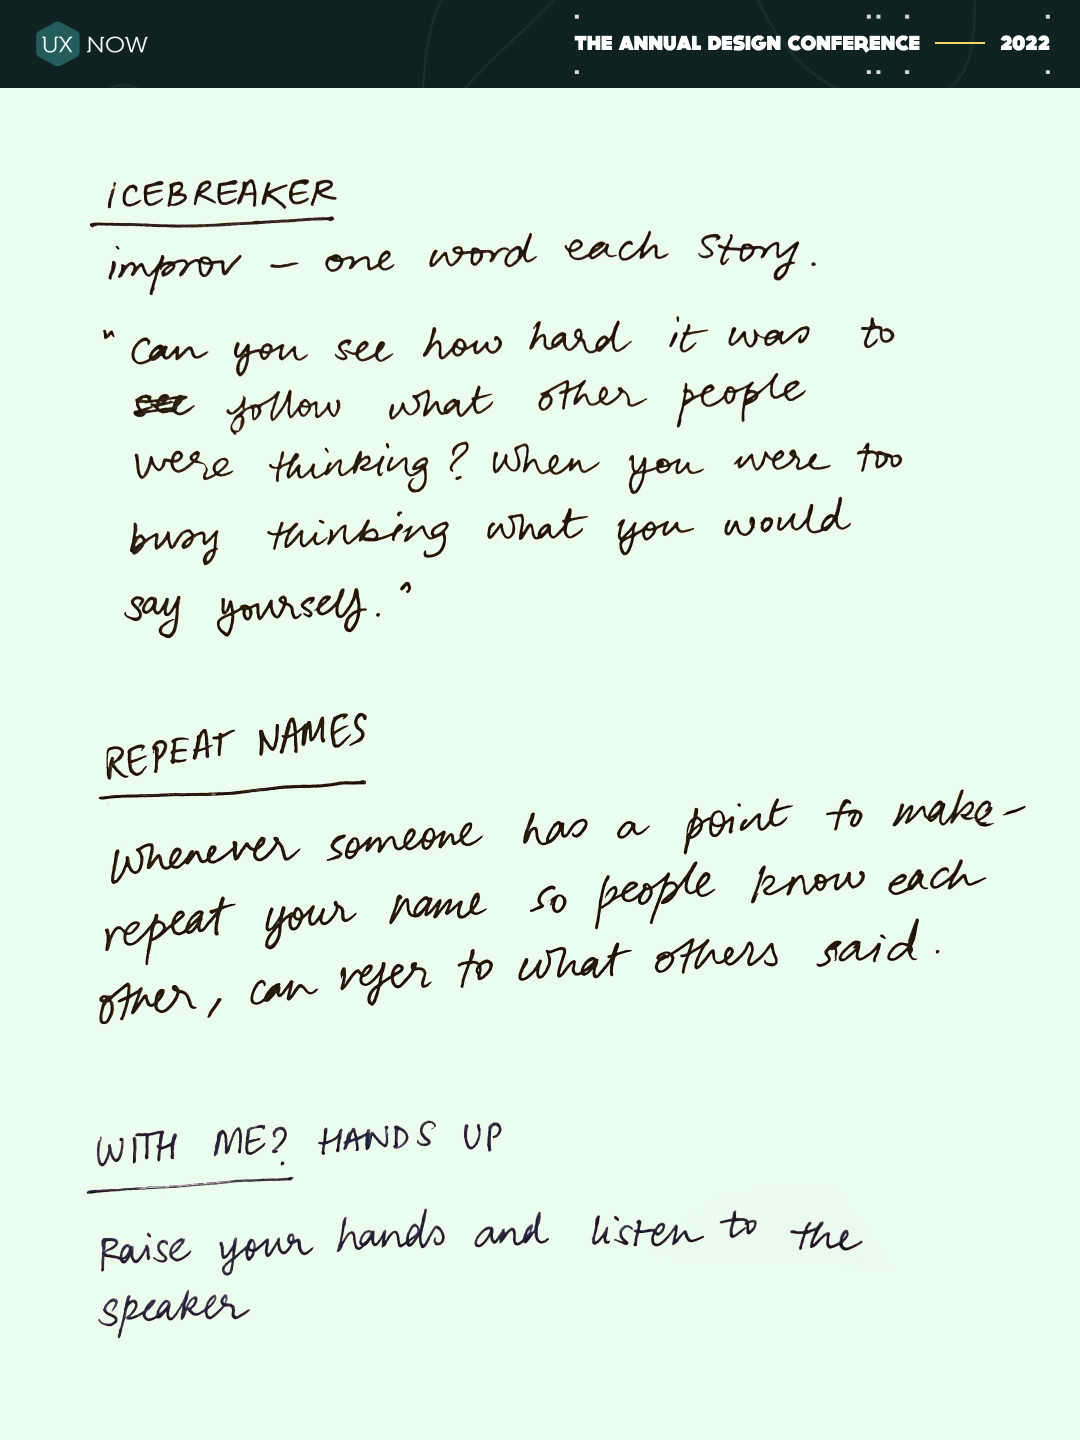 UX NOW
THE ANNUAL DESIGN CONFERENCE — 2022
ICEBREAKER
improv - one word each story.
"Can you see how hard it was to
see follow what other people
were thinking? When you were too
busy thinking what you would
say yourself."
REPEAT NAMES
Whenever someone has a point to make-
repeat your name so people know each
other, can refer to what others said.
WITH ME? HANDS UP
Raise your hands and listen to the
speaker